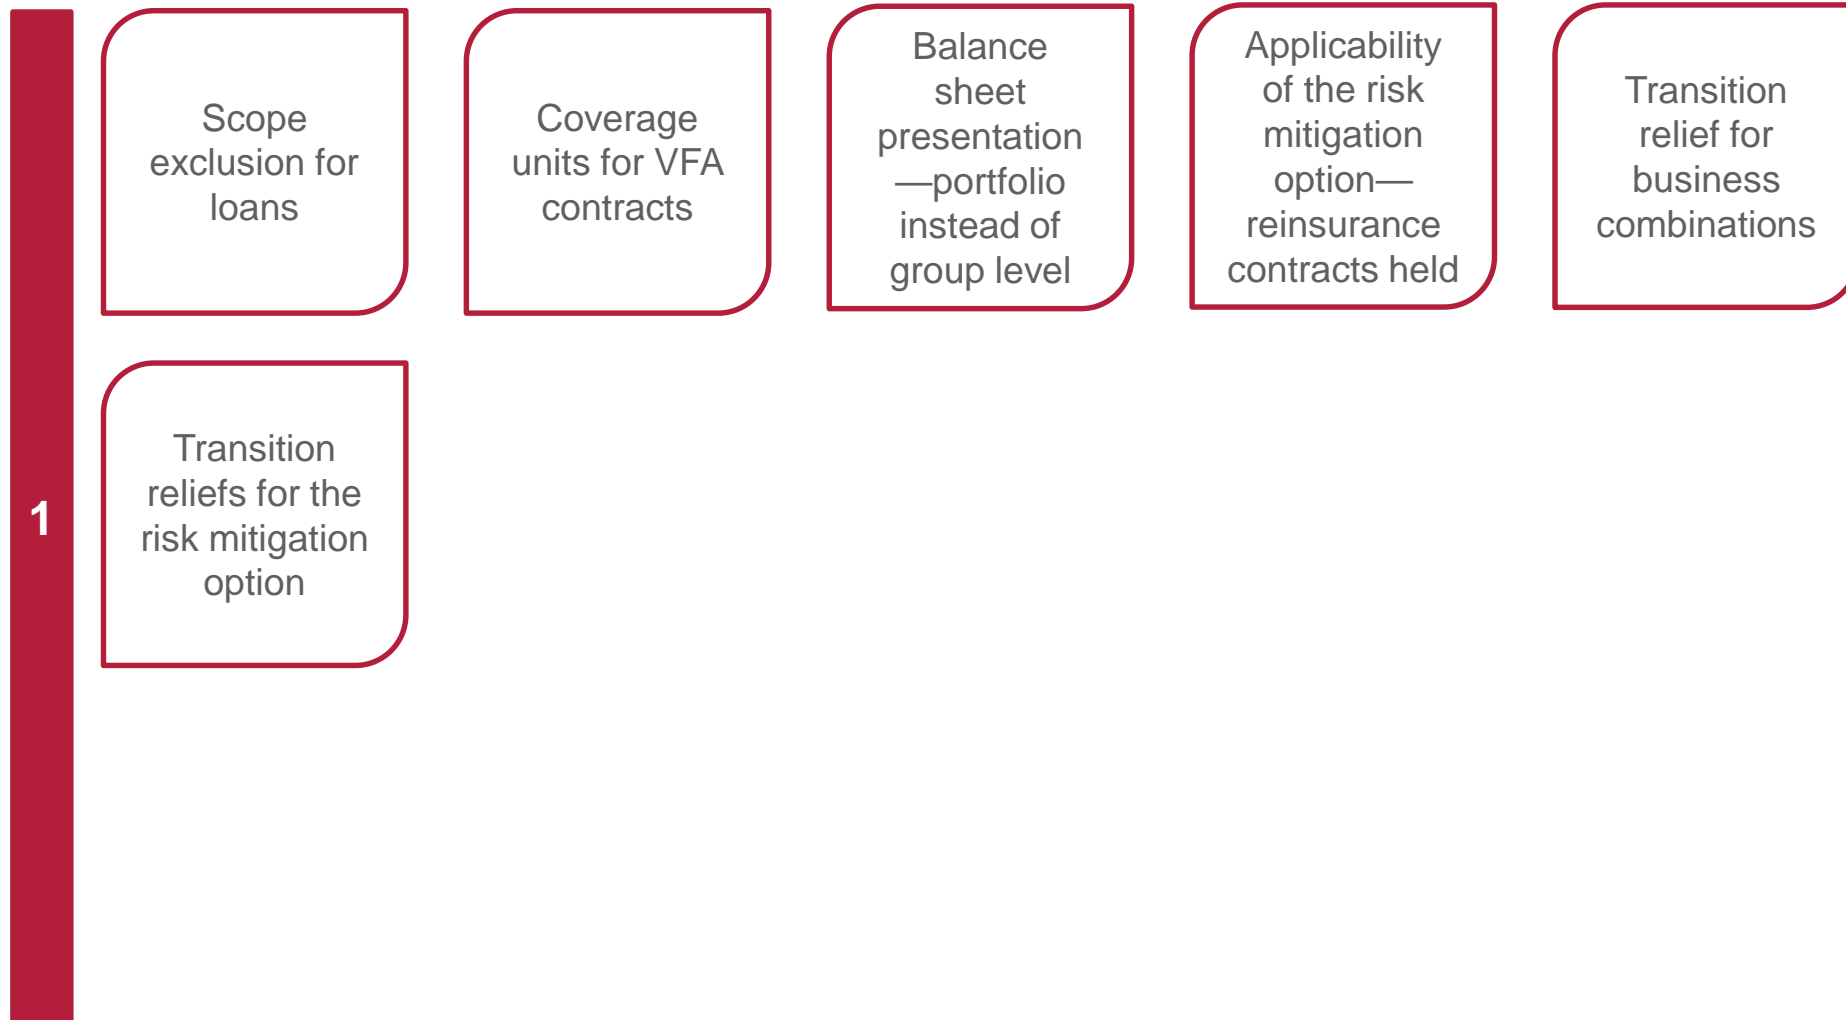 1
Scope
exclusion for
loans
Coverage
units for VFA
contracts
Balance
sheet
presentation
—portfolio
instead of
group level
Applicability
of the risk
mitigation
option—
reinsurance
contracts held
Transition
relief for
business
combinations
Transition
reliefs for the
risk mitigation
option